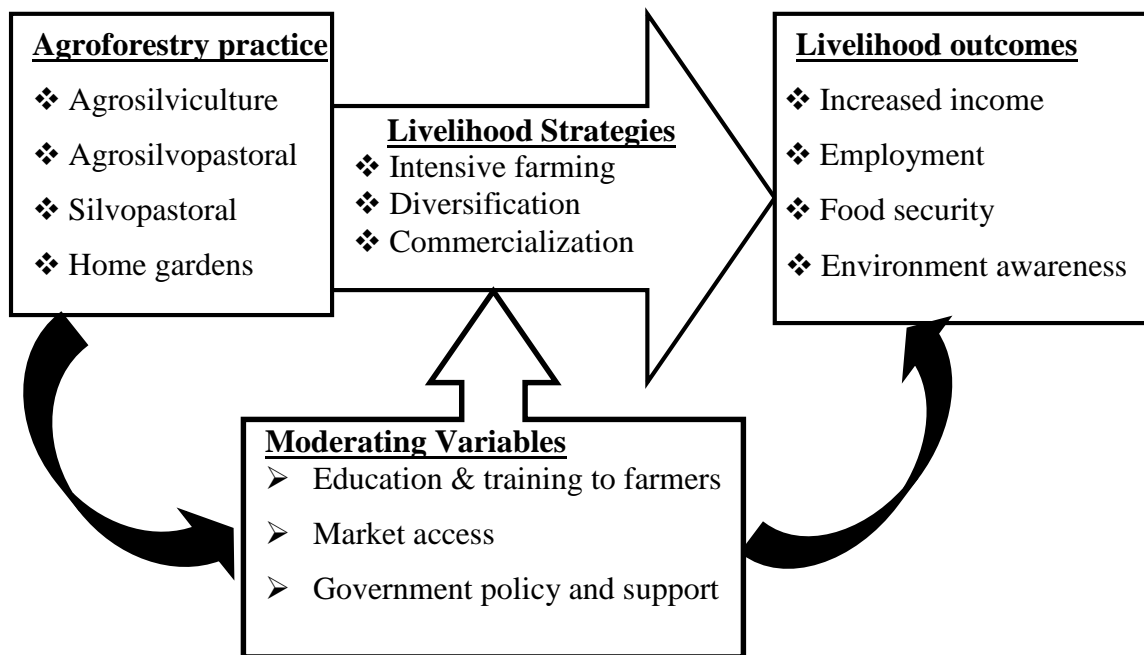 Agroforestry practice
❖ Agrosilviculture
❖ Agrosilvopastoral
❖ Silvopastoral
❖ Home gardens
Livelihood Strategies
❖ Intensive farming
❖ Diversification
❖ Commercialization
Livelihood outcomes
❖ Increased income
❖ Employment
❖ Food security
❖ Environment awareness
Moderating Variables
➢ Education & training to farmers
➢ Market access
➢ Government policy and support